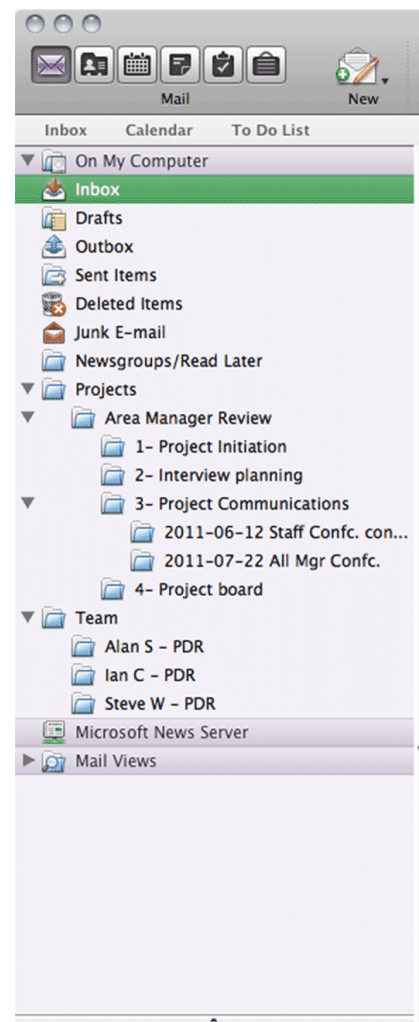 Mail
New
Inbox Calendar To Do List
On My Computer
Inbox
Drafts
Outbox
Sent Items
Deleted Items
Junk E-mail
Newsgroups/Read Later
Projects
Area Manager Review
1- Project Initiation
2- Interview planning
3- Project Communications
2011-06-12 Staff Confc. con...
2011-07-22 All Mgr Confc.
4- Project board
Team
Alan S - PDR
Ian C - PDR
Steve W - PDR
Microsoft News Server
Mail Views